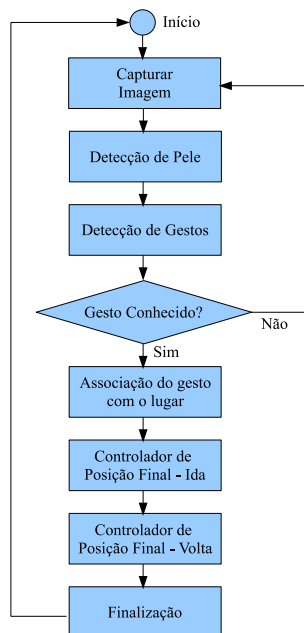 Início
Capturar
Imagem
Detecção de Pele
Detecção de Gestos
Gesto Conhecido?
Não
Sim
Associação do gesto
com o lugar
Controlador de
Posição Final - Ida
Controlador de
Posição Final - Volta
Finalização